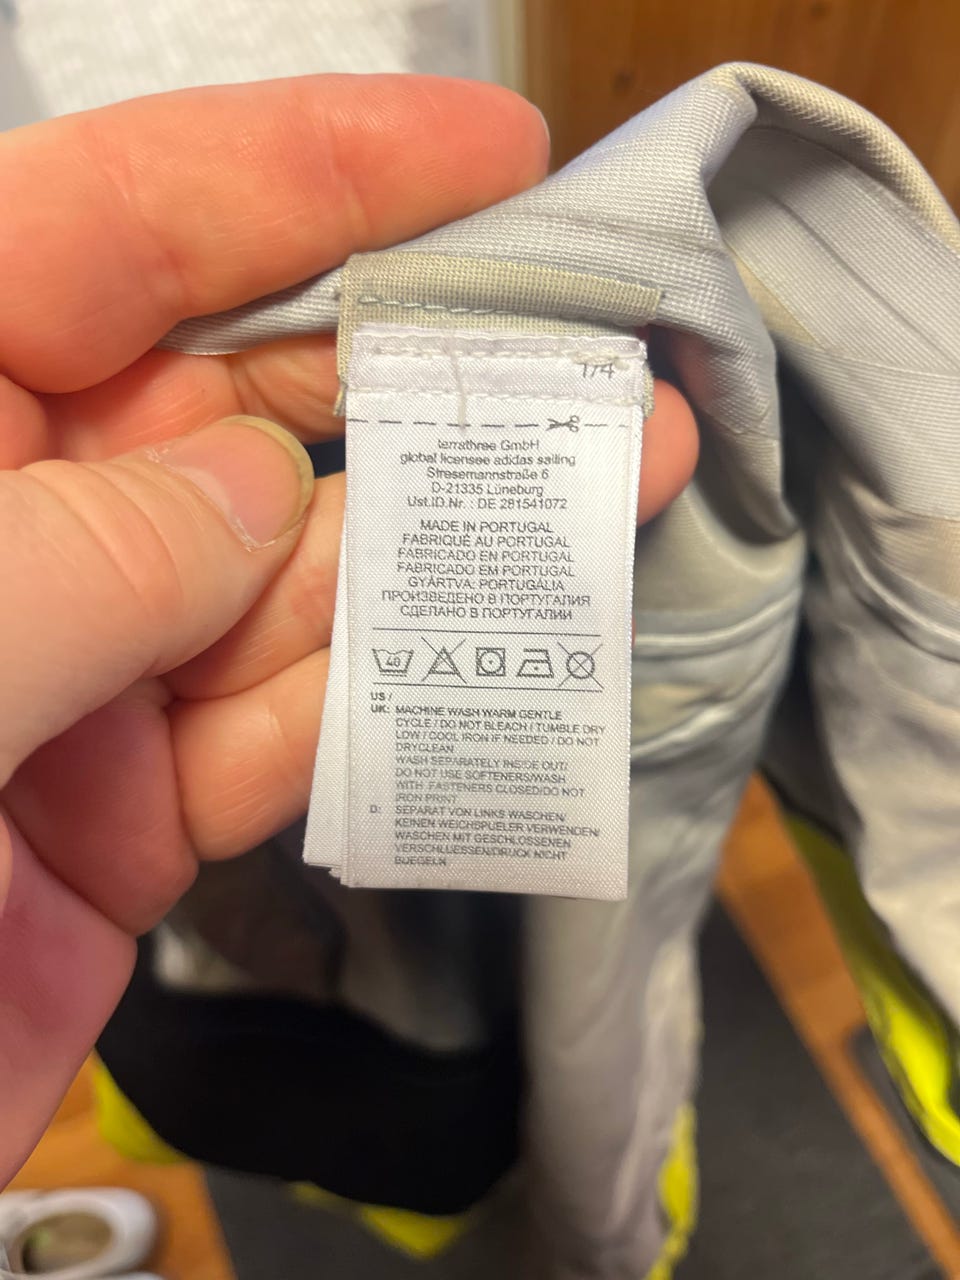 1/4
terrathree GmbH
global licensee adidas sailing
Stresemannstraße 6
D-21335 Lüneburg
Ust.ID.Nr. : DE 281541072
MADE IN PORTUGAL
FABRIQUÉ AU PORTUGAL
FABRICADO EN PORTUGAL
FABRICADO EM PORTUGAL
GYÁRTVA: PORTUGÁLIA
ПРОИЗВЕДЕНО В ПОРТУГАЛИЯ
СДЕЛАНО В ПОРТУГАЛИИ
40
US /
UK: MACHINE WASH WARM GENTLE
CYCLE / DO NOT BLEACH / TUMBLE DRY
LOW / COOL IRON IF NEEDED / DO NOT
DRYCLEAN
WASH SEPARATELY INSIDE OUT/
DO NOT USE SOFTENERS/WASH
WITH FASTENERS CLOSED/DO NOT
IRON PRINT
D: SEPARAT VON LINKS WASCHEN/
KEINEN WEICHSPUELER VERWENDEN/
WASCHEN MIT GESCHLOSSENEN
VERSCHLUESSEN/DRUCK NICHT
BUEGELN